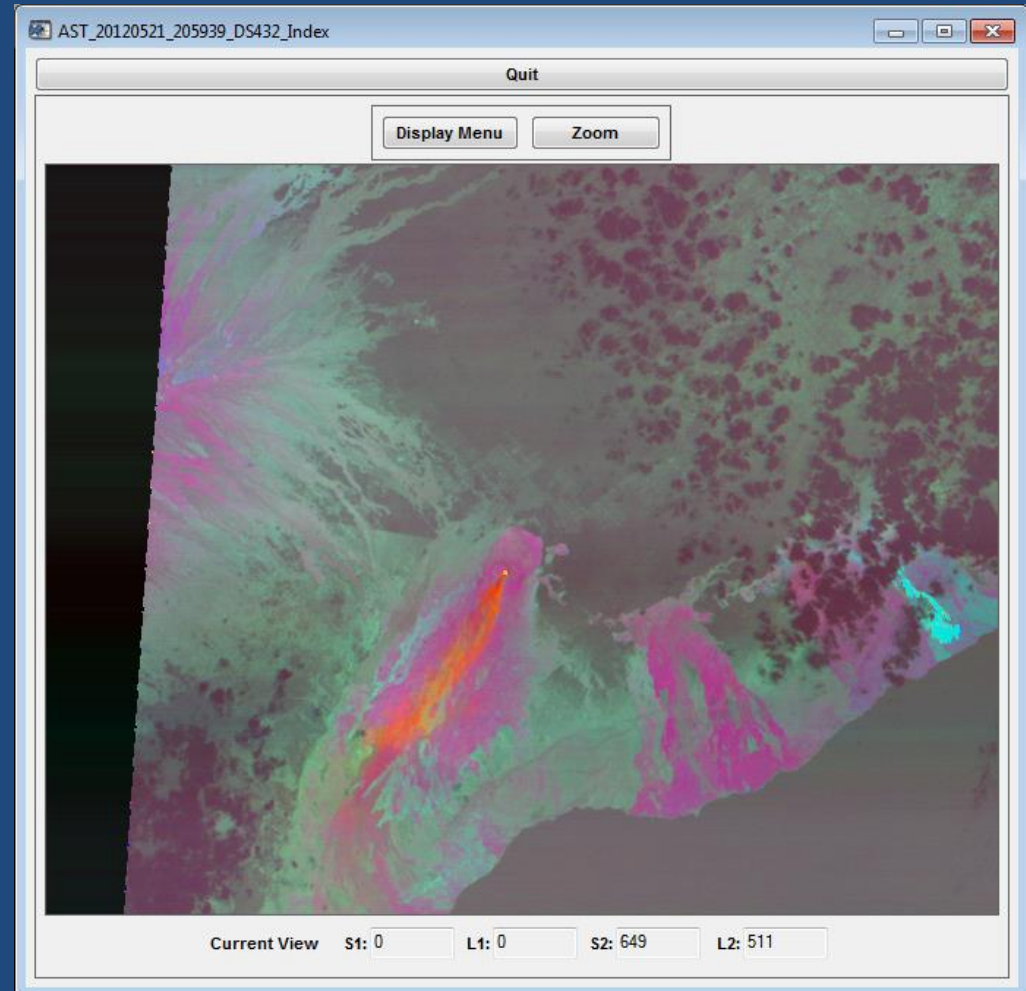 AST_20120521_205939_DS432_Index
Quit
Display Menu Zoom
Current View S1: 0 L1: 0 S2: 649 L2: 511